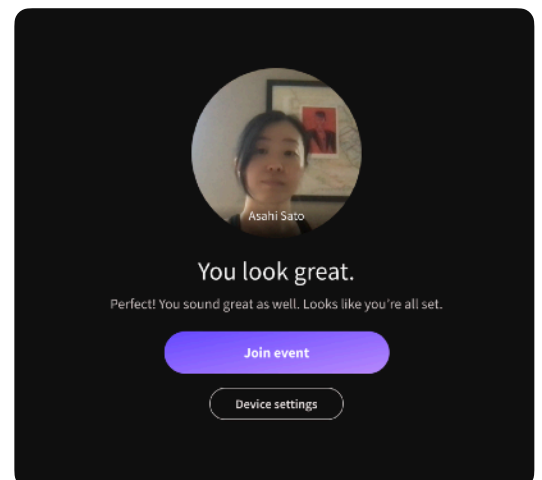 Asahi Sato
You look great.
Perfect! You sound great as well. Looks like you're all set.
Join event
Device settings